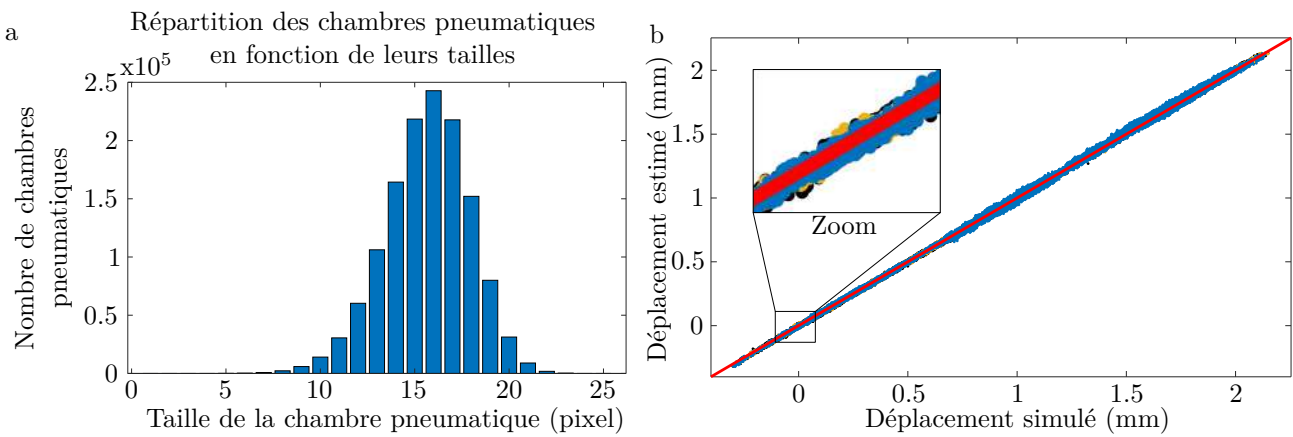 a
Répartition des chambres pneumatiques
en fonction de leurs tailles
x10⁵
Nombre de chambres
pneumatiques
2.5
2
1.5
1
0.5
0
0 5 10 15 20 25
Taille de la chambre pneumatique (pixel)
b
Déplacement estimé (mm)
2
1.5
1
0.5
0
Zoom
0 0.5 1 1.5 2
Déplacement simulé (mm)